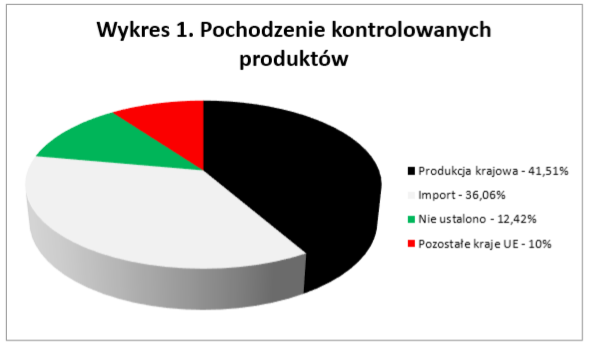 Wykres 1. Pochodzenie kontrolowanych
produktów
Produkcja krajowa - 41,51%
Import - 36,06%
Nie ustalono - 12,42%
Pozostałe kraje UE - 10%